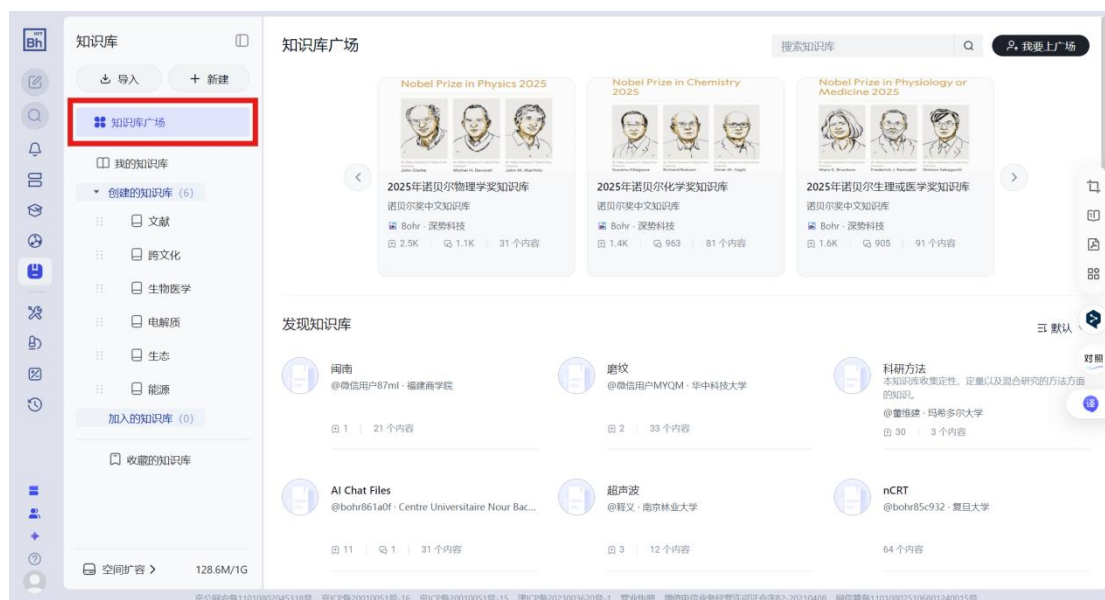 Bh
知识库
导入
+ 新建
知识库广场
我的知识库
创建的知识库 (6)
文献
跨文化
生物医学
电解质
生态
能源
加入的知识库 (0)
收藏的知识库
空间扩容 >
128.6M/1G
知识库广场
搜索知识库
我要上广场
Nobel Prize in Physics 2025
2025年诺贝尔物理学奖知识库
诺贝尔奖中文知识库
Bohr · 深势科技
2.5K 1.1K 31 个内容
Nobel Prize in Chemistry
2025
2025年诺贝尔化学奖知识库
诺贝尔奖中文知识库
Bohr · 深势科技
1.4K 963 81 个内容
Nobel Prize in Physiology or
Medicine 2025
2025年诺贝尔生理或医学奖知识库
诺贝尔奖中文知识库
Bohr · 深势科技
1.6K 905 91 个内容
发现知识库
默认
闽南
@微信用户87ml · 福建商学院
1 21 个内容
磨纹
@微信用户MYQM · 华中科技大学
2 33 个内容
科研方法
本知识库收集定性、定量以及混合研究的方法方面
的知识。
@董维建 · 玛希多尔大学
30 3 个内容
AI Chat Files
@bohr861a0f · Centre Universitaire Nour Bac...
11 1 31 个内容
超声波
@释义 · 南京林业大学
3 12 个内容
nCRT
@bohr85c932 · 复旦大学
64 个内容
对照
译